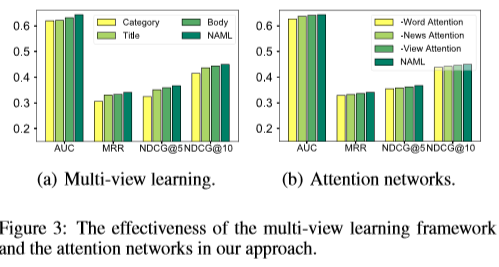 0.6
0.5
0.4
0.3
0.2
Category
Title
Body
NAML
AUC MRR NDCG@5 NDCG@10
(a) Multi-view learning.
0.6
0.5
0.4
0.3
0.2
-Word Attention
-News Attention
-View Attention
NAML
AUC MRR NDCG@5 NDCG@10
(b) Attention networks.
Figure 3: The effectiveness of the multi-view learning framework
and the attention networks in our approach.